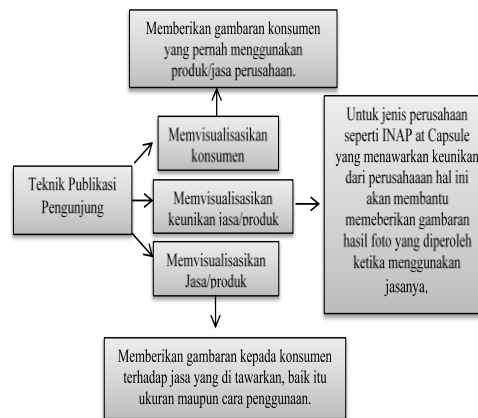 Memberikan gambaran konsumen
yang pernah menggunakan
produk/jasa perusahaan.
Untuk jenis perusahaan
seperti INAP at Capsule
yang menawarkan keunikan
dari perusahaaan hal ini
akan membantu
memeberikan gambaran
hasil foto yang diperoleh
ketika menggunakan
jasanya,
Memvisualisasikan
konsumen
Teknik Publikasi
Pengunjung
Memvisualisasikan
keunikan jasa/produk
Memvisualisasikan
Jasa/produk
Memberikan gambaran kepada konsumen
terhadap jasa yang di tawarkan, baik itu
ukuran maupun cara penggunaan.